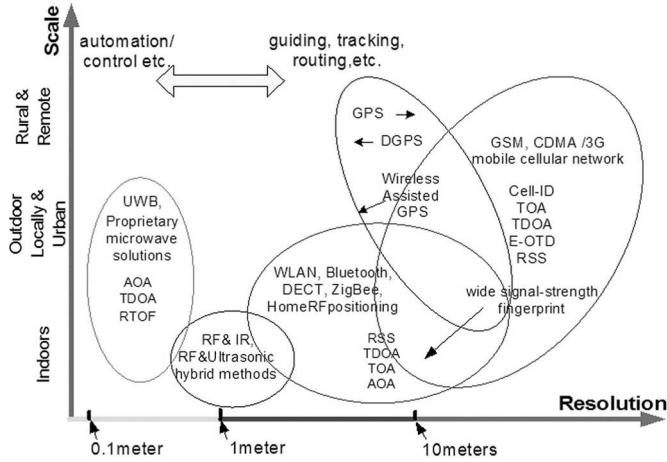 Scale
automation/
control etc.
guiding, tracking,
routing,etc.
Rural &
Remote
GPS
DGPS
GSM, CDMA /3G
mobile cellular network
Cell-ID
TOA
TDOA
E-OTD
RSS
Wireless
Assisted
GPS
Outdoor
Locally &
Urban
UWB,
Proprietary
microwave
solutions
AOA
TDOA
RTOF
WLAN, Bluetooth,
DECT, ZigBee,
HomeRFpositioning
wide signal-strength
fingerprint
RSS
TDOA
TOA
AOA
Indoors
RF& IR,
RF&Ultrasonic
hybrid methods
Resolution
0.1meter
1meter
10meters